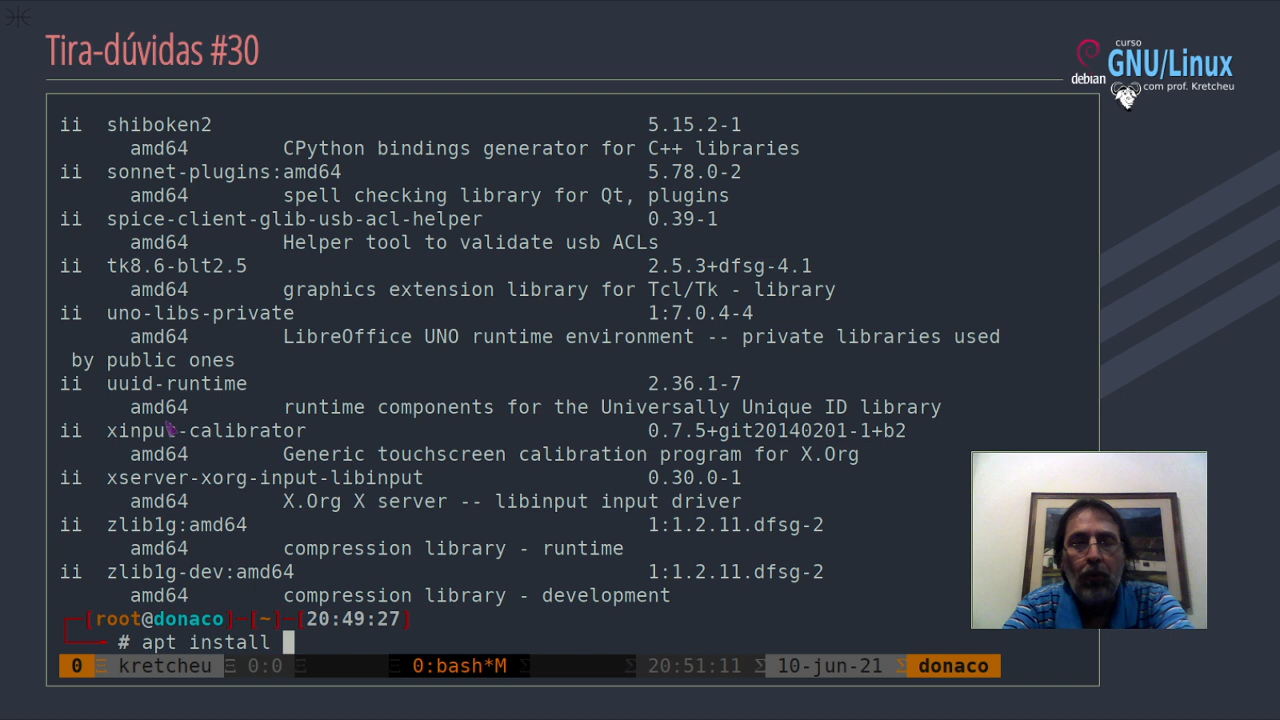 Tira-dúvidas #30
curso
GNU/Linux
debian
com prof. Kretcheu
ii shiboken2 5.15.2-1
amd64 CPython bindings generator for C++ libraries
ii sonnet-plugins:amd64 5.78.0-2
amd64 spell checking library for Qt, plugins
ii spice-client-glib-usb-acl-helper 0.39-1
amd64 Helper tool to validate usb ACLs
ii tk8.6-blt2.5 2.5.3+dfsg-4.1
amd64 graphics extension library for Tcl/Tk - library
ii uno-libs-private 1:7.0.4-4
amd64 LibreOffice UNO runtime environment -- private libraries used
by public ones
ii uuid-runtime 2.36.1-7
amd64 runtime components for the Universally Unique ID library
ii xinput-calibrator 0.7.5+git20140201-1+b2
amd64 Generic touchscreen calibration program for X.Org
ii xserver-xorg-input-libinput 0.30.0-1
amd64 X.Org X server -- libinput input driver
ii zlib1g:amd64 1:1.2.11.dfsg-2
amd64 compression library - runtime
ii zlib1g-dev:amd64 1:1.2.11.dfsg-2
amd64 compression library - development
┌─[root@donaco]─[~]─[20:49:27]
└──╴ # apt install
0 Ξ kretcheu Ξ 0:0 Ξ Σ 0:bash*M Σ Σ 20:51:11 Σ 10-jun-21 Σ donaco